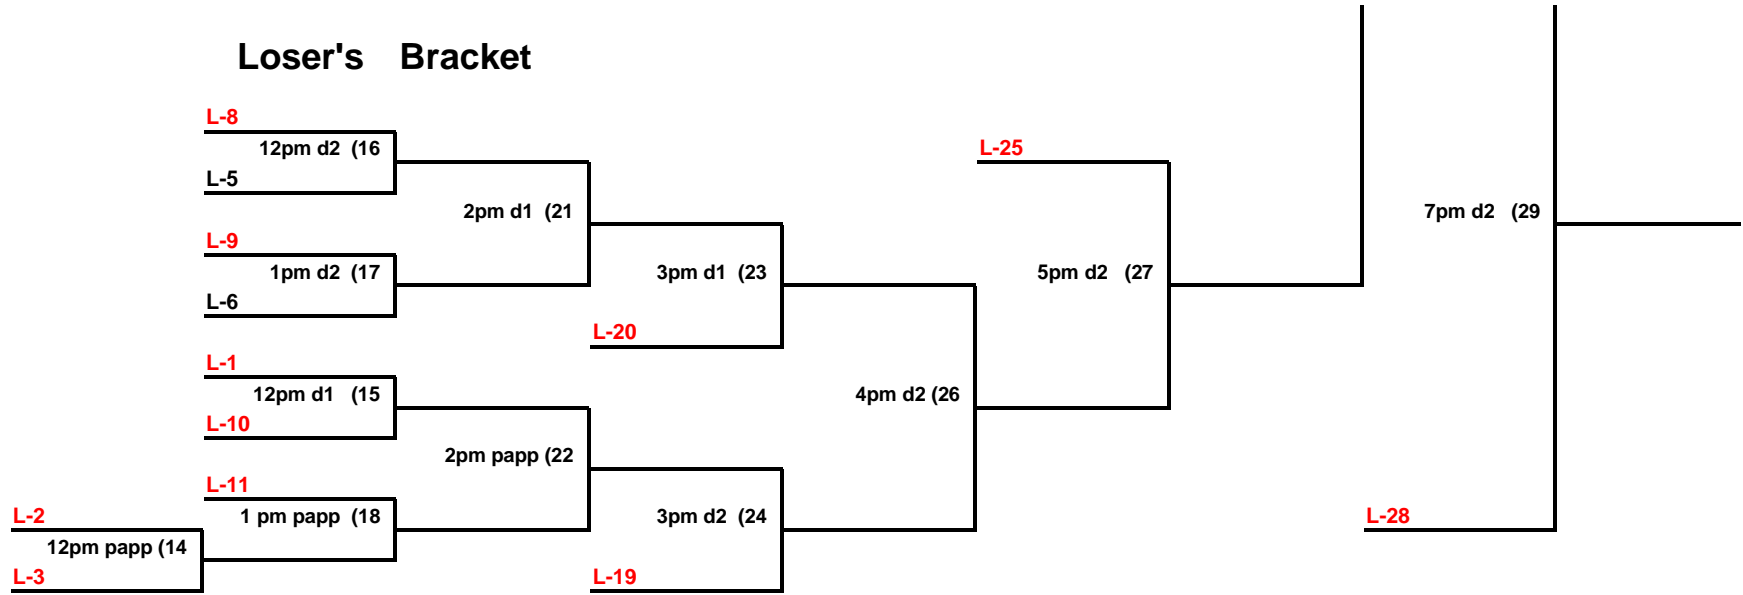 Loser's Bracket
L-8
12pm d2 (16
L-25
L-5
2pm d1 (21
7pm d2 (29
L-9
1pm d2 (17
3pm d1 (23
5pm d2 (27
L-6
L-20
L-1
12pm d1 (15
4pm d2 (26
L-10
2pm papp (22
L-11
L-2
1 pm papp (18
3pm d2 (24
L-28
12pm papp (14
L-3
L-19